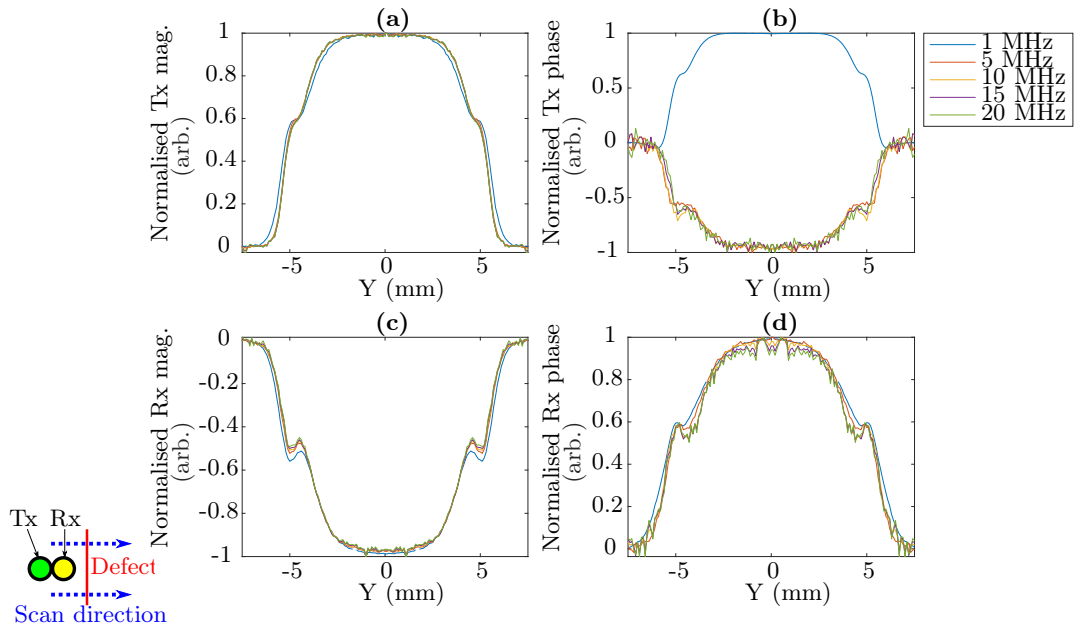 (a)
Normalised Tx mag.
(arb.)
1
0.8
0.6
0.4
0.2
0
-5
0
5
Y (mm)
(b)
Normalised Tx phase
(arb.)
1
0.5
0
-0.5
-1
-5
0
5
Y (mm)
1 MHz
5 MHz
10 MHz
15 MHz
20 MHz
(c)
Normalised Rx mag.
(arb.)
0
-0.2
-0.4
-0.6
-0.8
-1
-5
0
5
Y (mm)
(d)
Normalised Rx phase
(arb.)
1
0.8
0.6
0.4
0.2
0
-5
0
5
Y (mm)
Tx
Rx
Defect
Scan direction